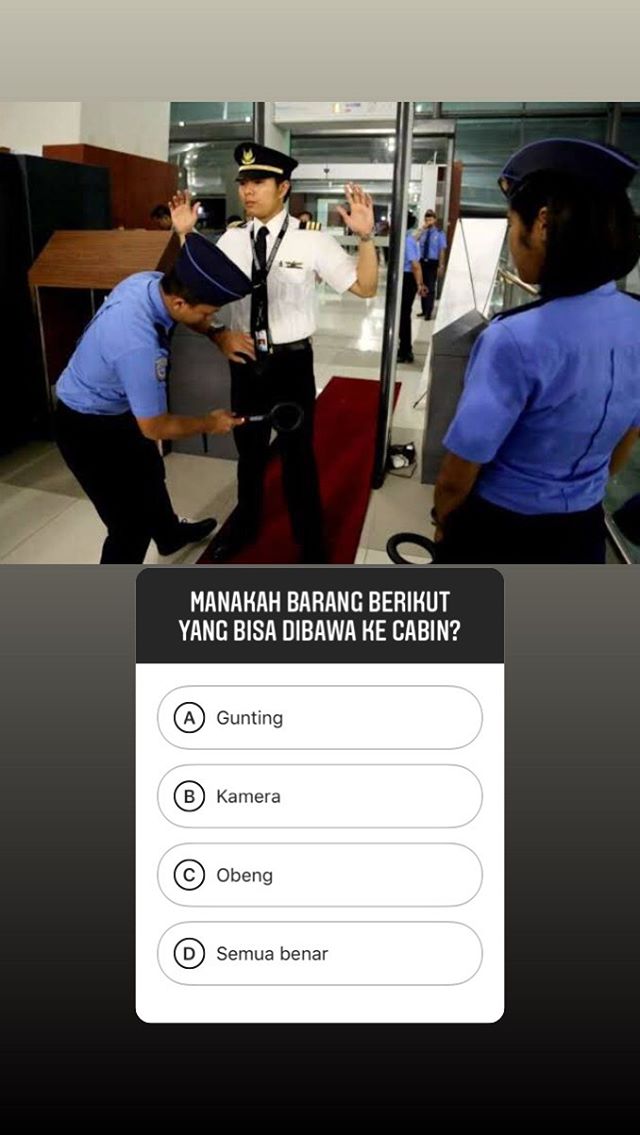 MANAKAH BARANG BERIKUT
YANG BISA DIBAWA KE CABIN?
A Gunting
B Kamera
C Obeng
D Semua benar